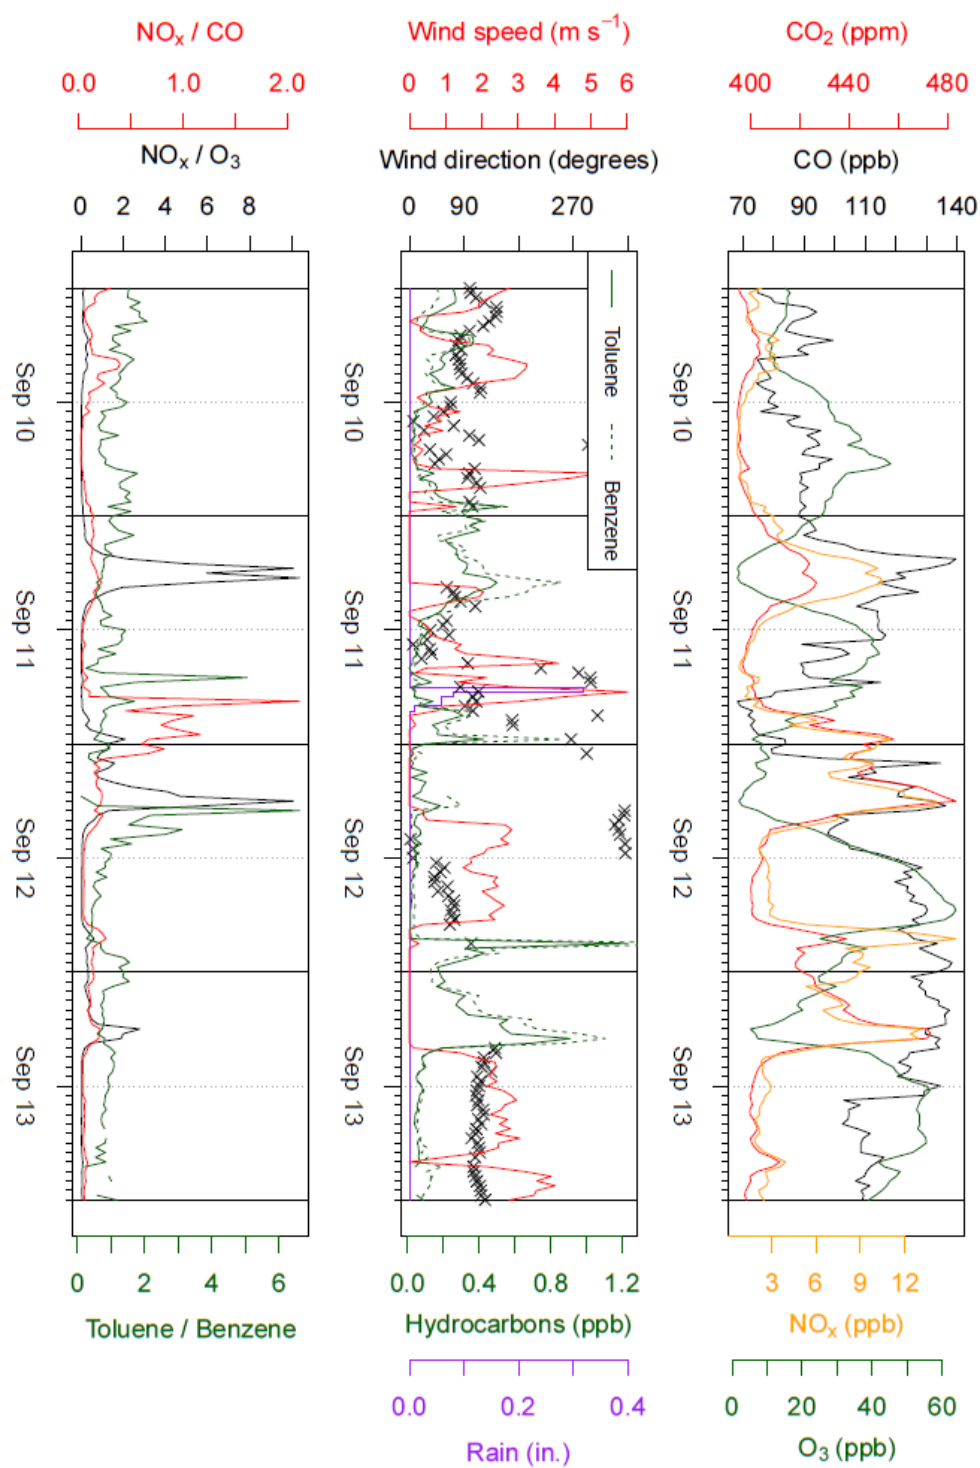 NOx / CO
0.0 1.0 2.0
NOx / O3
0 2 4 6 8
Sep 10
Sep 11
Sep 12
Sep 13
0 2 4 6
Toluene / Benzene
Wind speed (m s−1)
0 1 2 3 4 5 6
Wind direction (degrees)
0 90 270
Toluene
Benzene
Sep 10
Sep 11
Sep 12
Sep 13
0.0 0.4 0.8 1.2
Hydrocarbons (ppb)
0.0 0.2 0.4
Rain (in.)
CO2 (ppm)
400 440 480
CO (ppb)
70 90 110 140
Sep 10
Sep 11
Sep 12
Sep 13
3 6 9 12
NOx (ppb)
0 20 40 60
O3 (ppb)